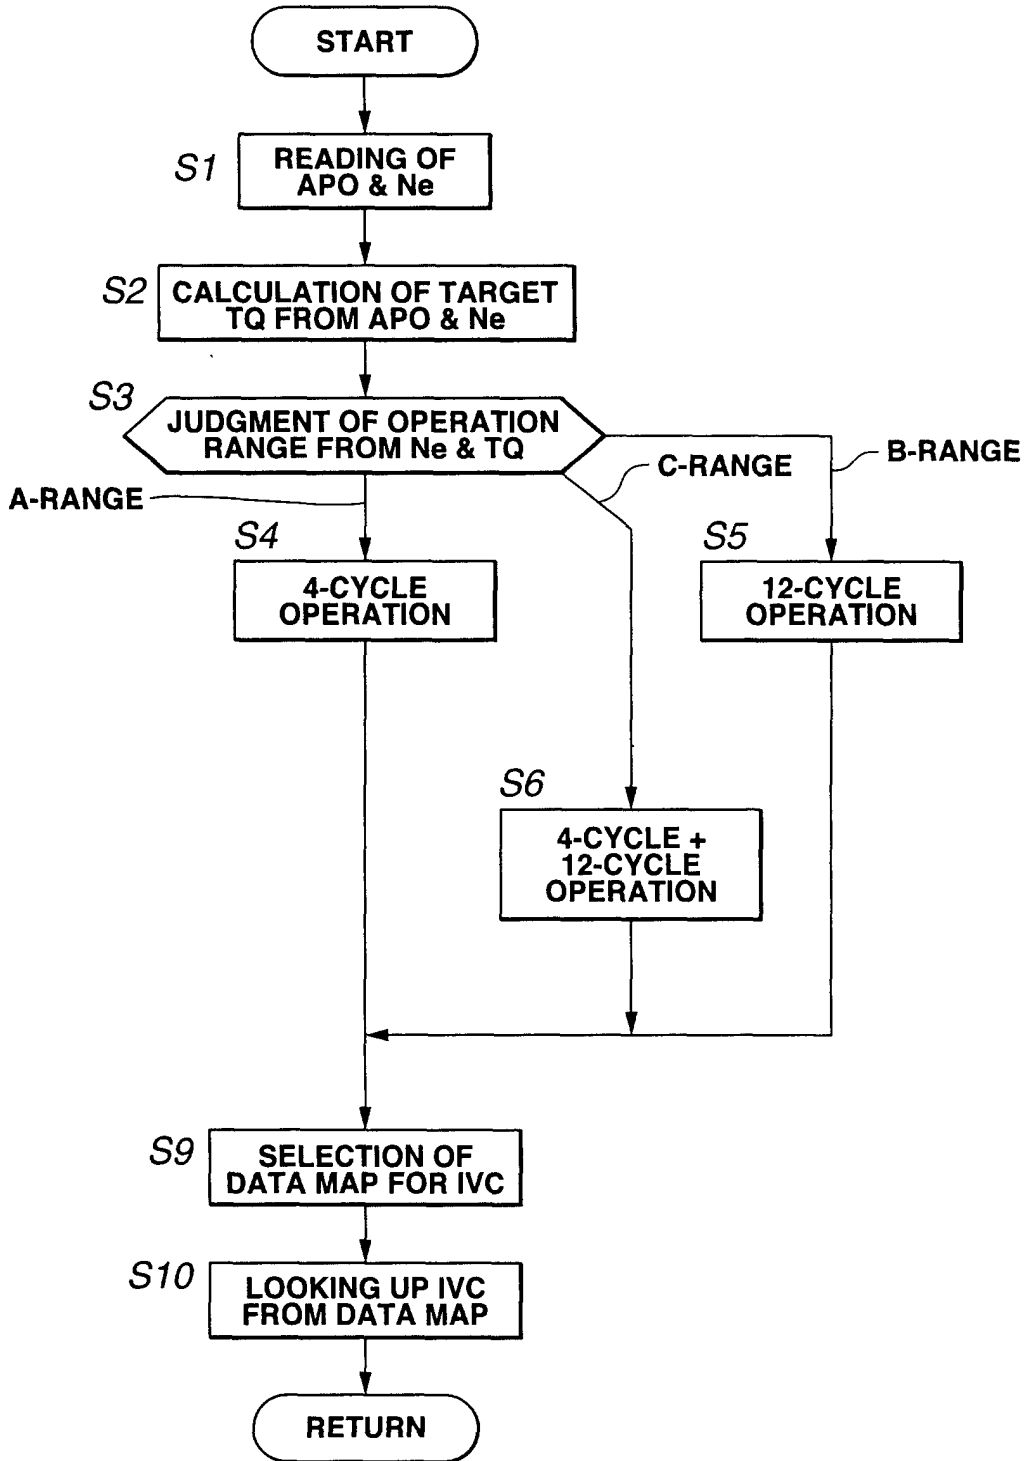 START
S1
READING OF
APO & Ne
S2
CALCULATION OF TARGET
TQ FROM APO & Ne
S3
JUDGMENT OF OPERATION
RANGE FROM Ne & TQ
C-RANGE
B-RANGE
A-RANGE
S4
4-CYCLE
OPERATION
S5
12-CYCLE
OPERATION
S6
4-CYCLE +
12-CYCLE
OPERATION
S9
SELECTION OF
DATA MAP FOR IVC
S10
LOOKING UP IVC
FROM DATA MAP
RETURN